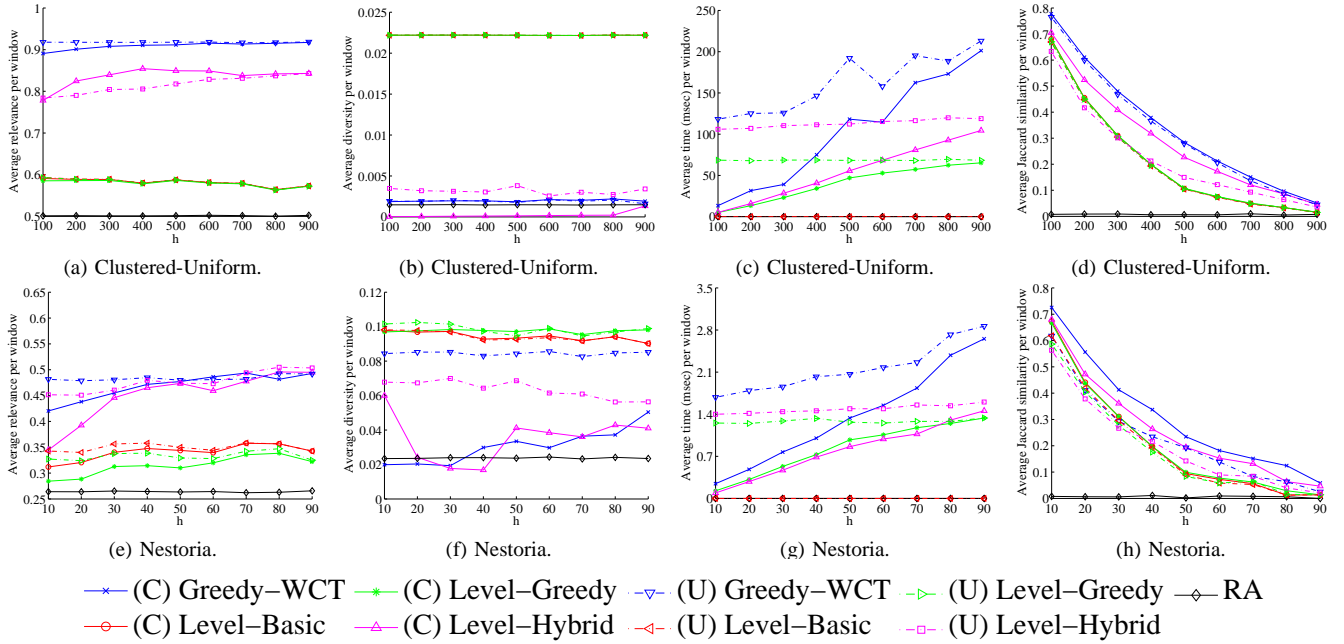 1
0.9
0.8
0.7
0.6
0.5
100 200 300 400 500 600 700 800 900
h
Average relevance per window
(a) Clustered-Uniform.
0.025
0.02
0.015
0.01
0.005
0
100 200 300 400 500 600 700 800 900
h
Average diversity per window
(b) Clustered-Uniform.
250
200
150
100
50
0
100 200 300 400 500 600 700 800 900
h
Average time (msec) per window
(c) Clustered-Uniform.
0.8
0.7
0.6
0.5
0.4
0.3
0.2
0.1
0
100 200 300 400 500 600 700 800 900
h
Average Jaccard similarity per window
(d) Clustered-Uniform.
0.65
0.6
0.55
0.5
0.45
0.4
0.35
0.3
0.25
10 20 30 40 50 60 70 80 90
h
Average relevance per window
(e) Nestoria.
0.12
0.1
0.08
0.06
0.04
0.02
0
10 20 30 40 50 60 70 80 90
h
Average diversity per window
(f) Nestoria.
3.5
2.8
2.1
1.4
0.7
0
10 20 30 40 50 60 70 80 90
h
Average time (msec) per window
(g) Nestoria.
0.8
0.7
0.6
0.5
0.4
0.3
0.2
0.1
0
10 20 30 40 50 60 70 80 90
h
Average Jaccard similarity per window
(h) Nestoria.
(C) Greedy−WCT (C) Level−Greedy (U) Greedy−WCT (U) Level−Greedy RA
(C) Level−Basic (C) Level−Hybrid (U) Level−Basic (U) Level−Hybrid